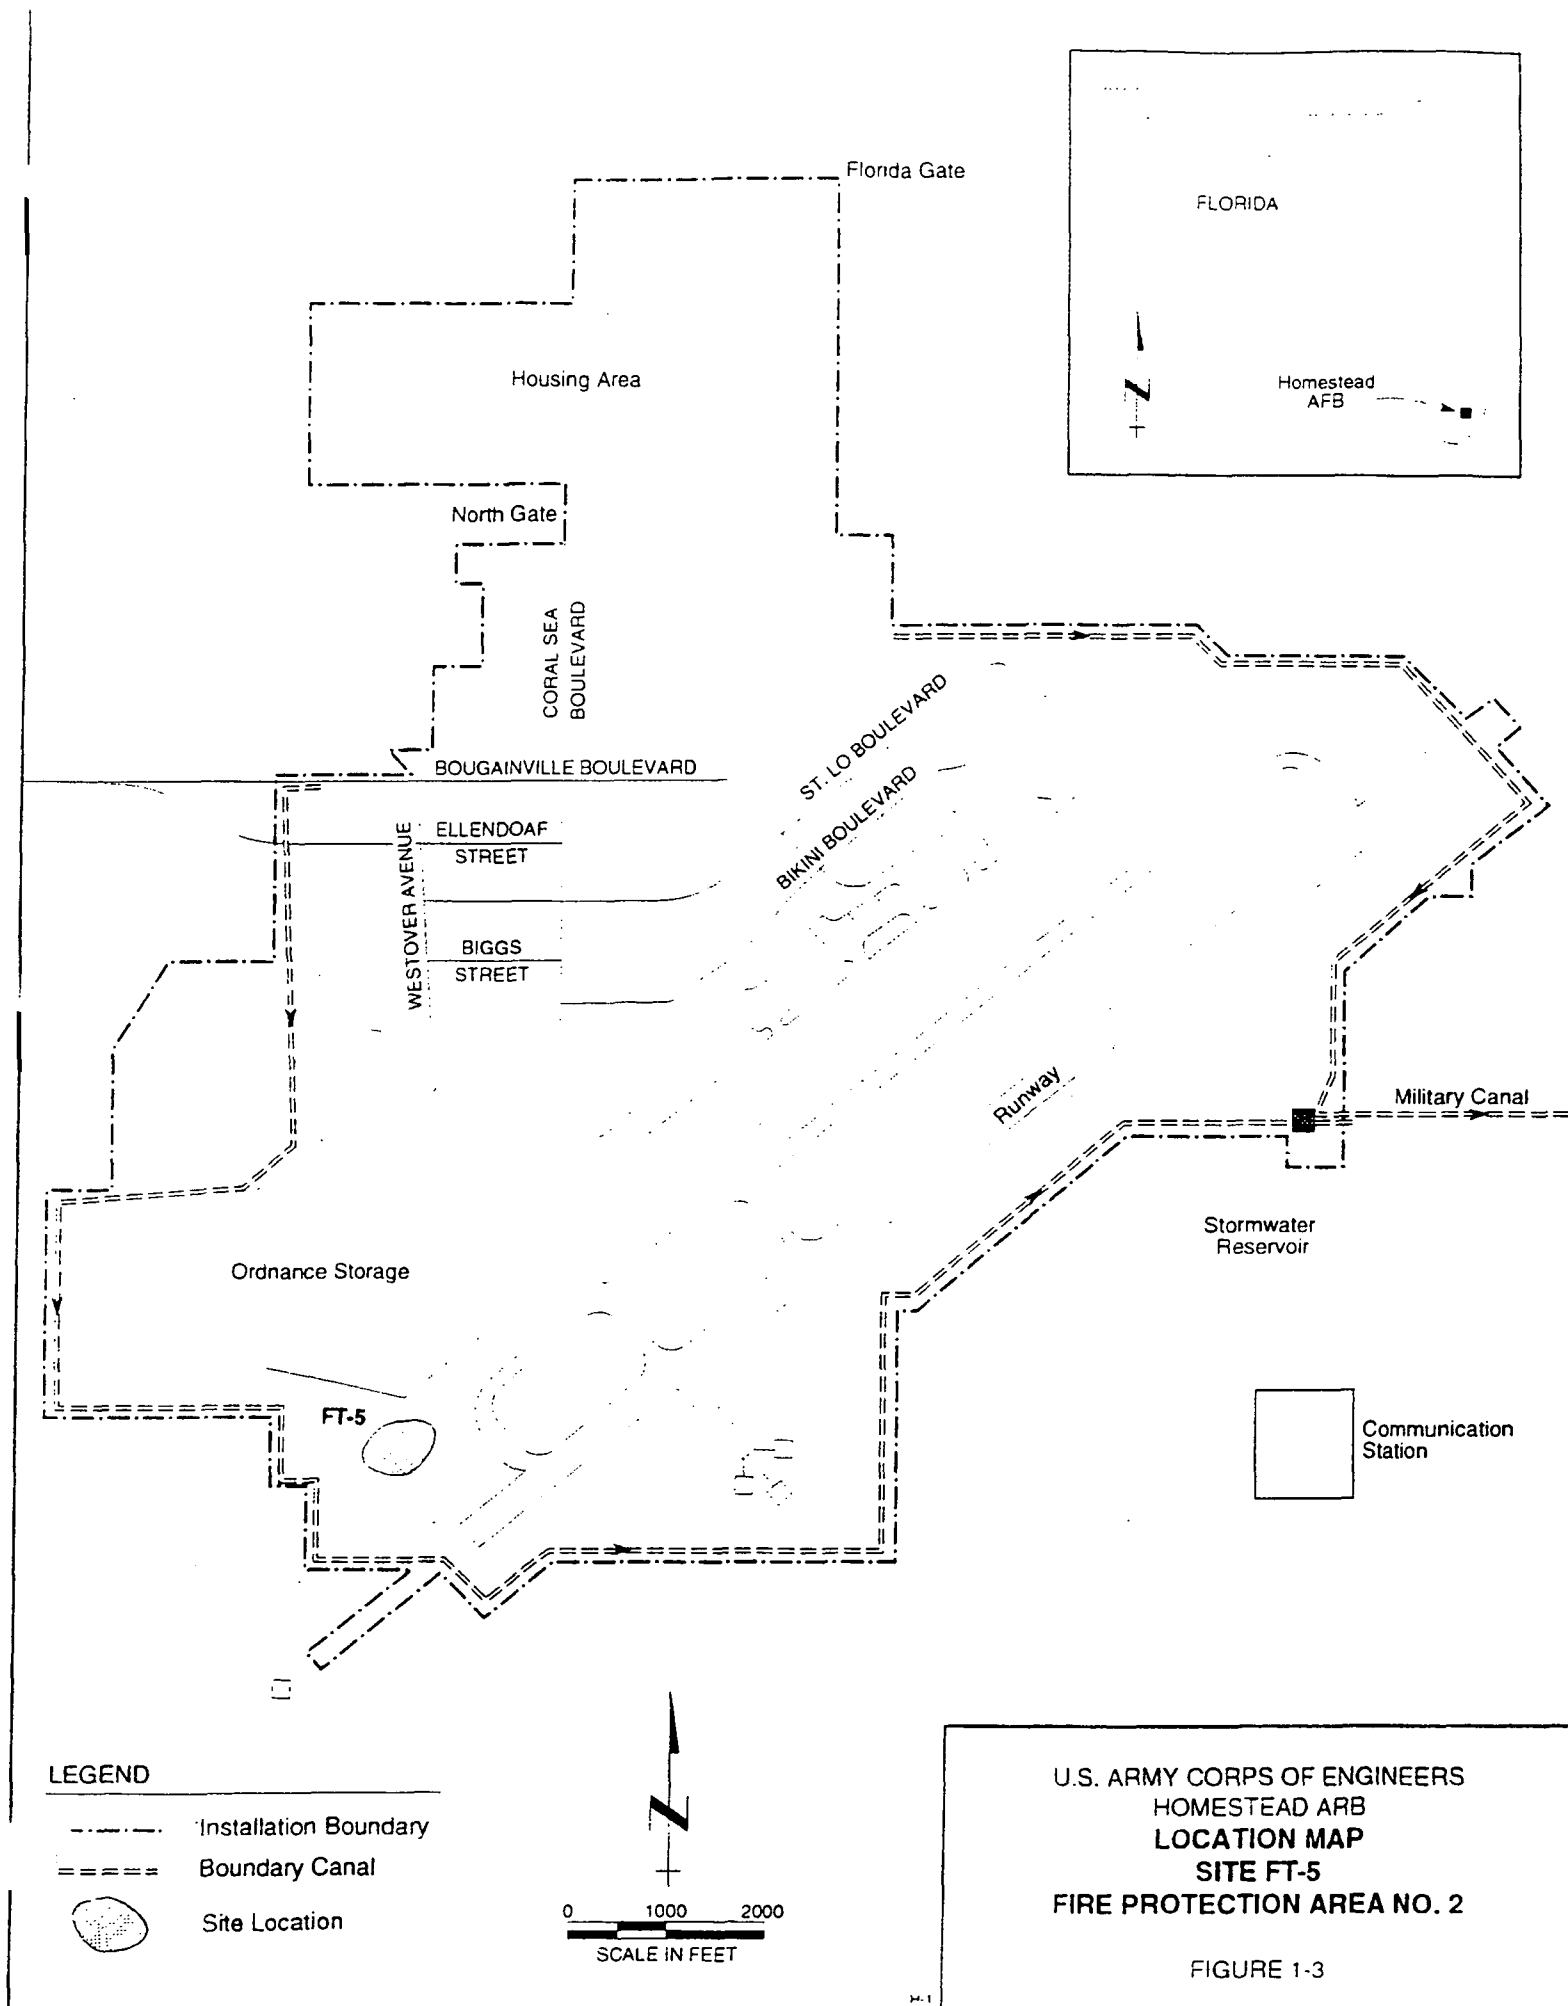 Florida Gate
FLORIDA
Homestead
AFB
N
Housing Area
North Gate
CORAL SEA
BOULEVARD
BOUGAINVILLE BOULEVARD
ST. LO BOULEVARD
BIKINI BOULEVARD
WESTOVER AVENUE
ELLENDOAF
STREET
BIGGS
STREET
Runway
Military Canal
Stormwater
Reservoir
Ordnance Storage
FT-5
Communication
Station
LEGEND
Installation Boundary
Boundary Canal
Site Location
N
0 1000 2000
SCALE IN FEET
U.S. ARMY CORPS OF ENGINEERS
HOMESTEAD ARB
LOCATION MAP
SITE FT-5
FIRE PROTECTION AREA NO. 2
FIGURE 1-3
H-1